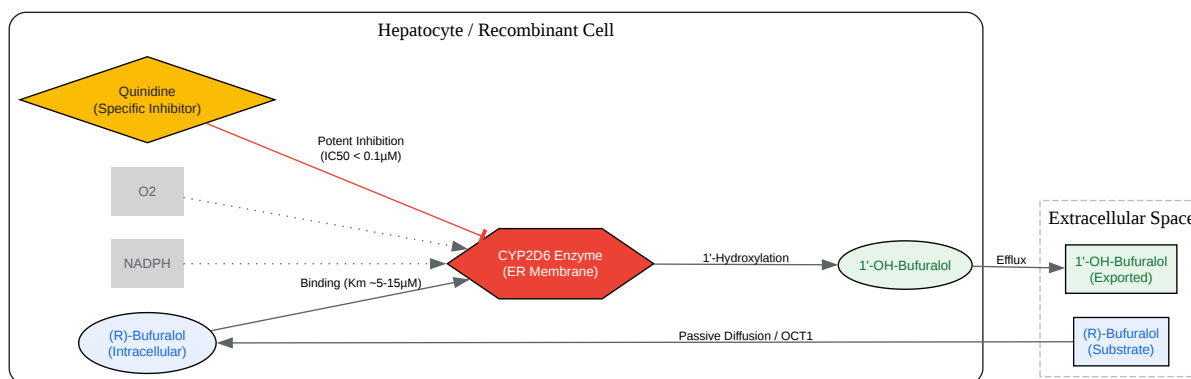 Hepatocyte / Recombinant Cell
Quinidine
(Specific Inhibitor)
Potent Inhibition
(IC50 < 0.1µM)
O2
NADPH
CYP2D6 Enzyme
(ER Membrane)
Binding (Km ~5-15µM)
(R)-Bufuralol
(Intracellular)
1'-Hydroxylation
1'-OH-Bufuralol
Efflux
Passive Diffusion / OCT1
Extracellular Space
1'-OH-Bufuralol
(Exported)
(R)-Bufuralol
(Substrate)